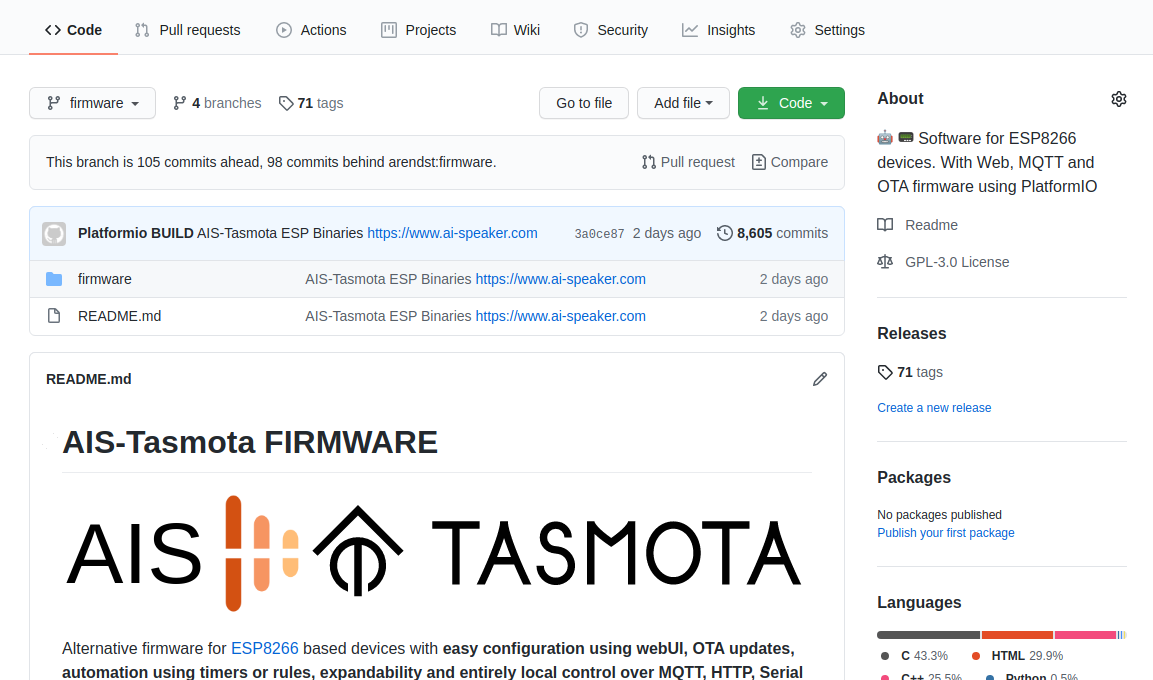 Code Pull requests Actions Projects Wiki Security Insights Settings
firmware 4 branches 71 tags Go to file Add file Code
This branch is 105 commits ahead, 98 commits behind arendst:firmware. Pull request Compare
Platformio BUILD AIS-Tasmota ESP Binaries https://www.ai-speaker.com 3a0ce87 2 days ago 8,605 commits
firmware AIS-Tasmota ESP Binaries https://www.ai-speaker.com 2 days ago
README.md AIS-Tasmota ESP Binaries https://www.ai-speaker.com 2 days ago
README.md
AIS-Tasmota FIRMWARE
AIS TASMOTA
Alternative firmware for ESP8266 based devices with easy configuration using webUI, OTA updates,
automation using timers or rules, expandability and entirely local control over MQTT, HTTP, Serial
About
Software for ESP8266
devices. With Web, MQTT and
OTA firmware using PlatformIO
Readme
GPL-3.0 License
Releases
71 tags
Create a new release
Packages
No packages published
Publish your first package
Languages
C 43.3% HTML 29.9%
C++ 25.5% Python 0.5%